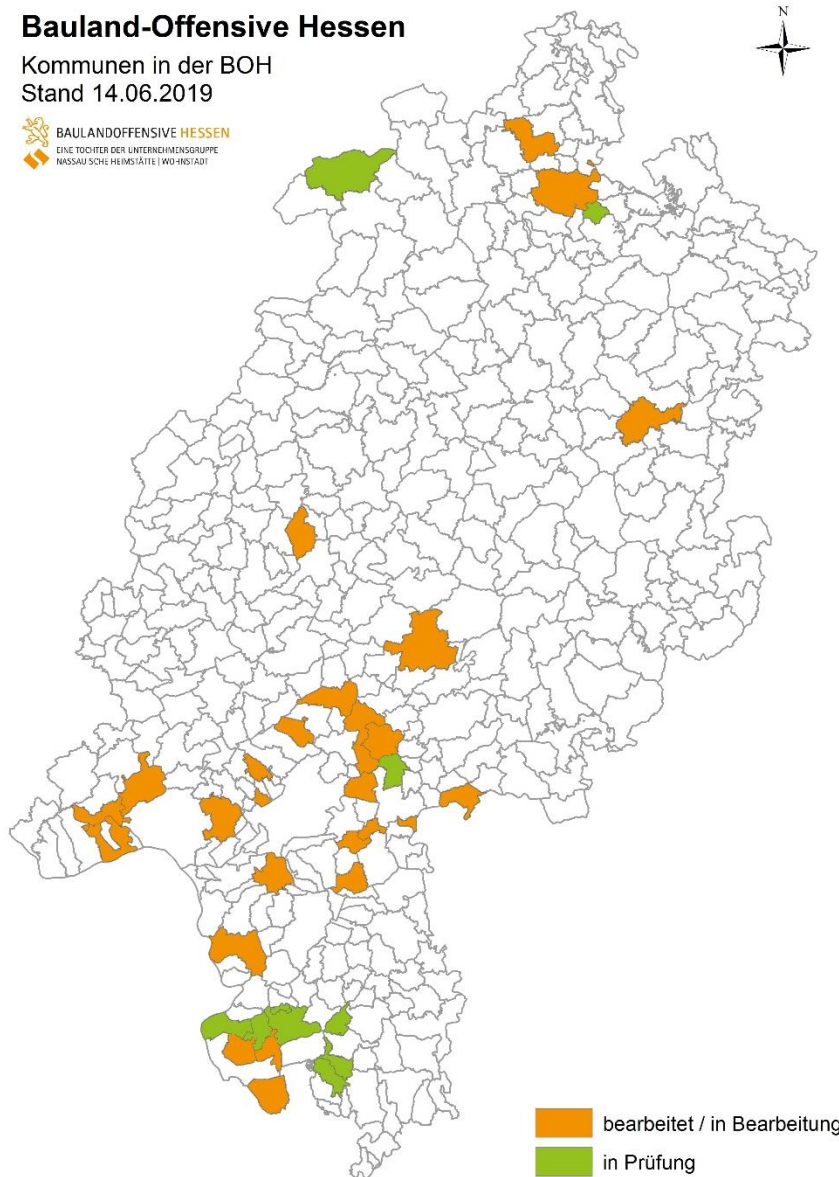 Bauland-Offensive Hessen
Kommunen in der BOH
Stand 14.06.2019
BAULANDOFFENSIVE HESSEN
EINE TOCHTER DER UNTERNEHMENSGRUPPE
NASSAUISCHE HEIMSTÄTTE | WOHNSTADT
N
bearbeitet / in Bearbeitung
in Prüfung